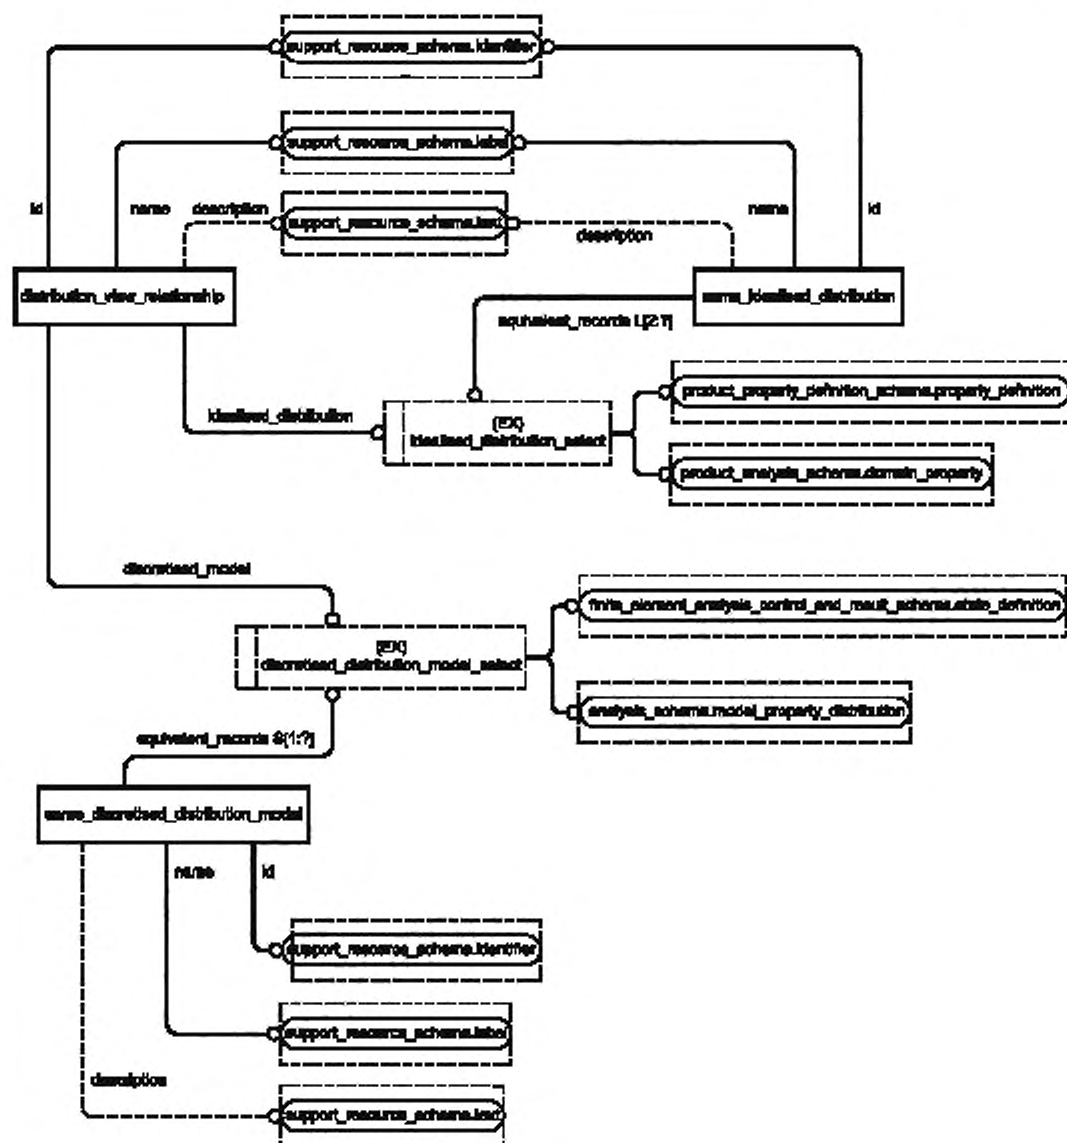 support_resource_schema.identifier
support_resource_schema.label
id
name
description
support_resource_schema.text
description
name
id
distribution_view_relationship
same_idealised_distribution
equivalent_records L[2:?]
idealised_distribution
(EX)
idealised_distribution_select
product_property_definition_schema.property_definition
product_analysis_schema.domain_property
discretised_model
finite_element_analysis_control_and_result_schema.state_definition
(EX)
discretised_distribution_model_select
analysis_schema.model_property_distribution
equivalent_records S[1:?]
same_discretised_distribution_model
name
id
support_resource_schema.identifier
support_resource_schema.label
description
support_resource_schema.text